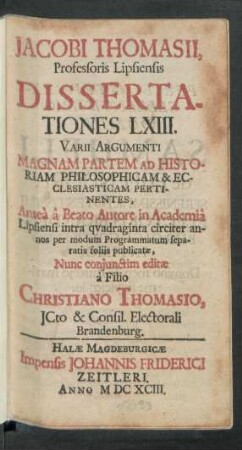 JACOBI THOMASII,
Professoris Lipsiensis
DISSERTA-
TIONES LXIII.
VARII ARGUMENTI
MAGNAM PARTEM AD HISTO-
RIAM PHILOSOPHICAM & EC-
CLESIASTICAM PERTI-
NENTES,
Anteà à Beato Autore in Academiâ
Lipsiensi intra qvadraginta circiter an-
nos per modum Programmatum sepa-
ratis foliis publicatæ,
Nunc conjunctim editæ
à Filio
CHRISTIANO THOMASIO,
JCto & Consil. Electorali
Brandenburg.
HALÆ MAGDEBURGICÆ
Impensis JOHANNIS FRIDERICI
ZEITLERI.
ANNO M DC XCIII.